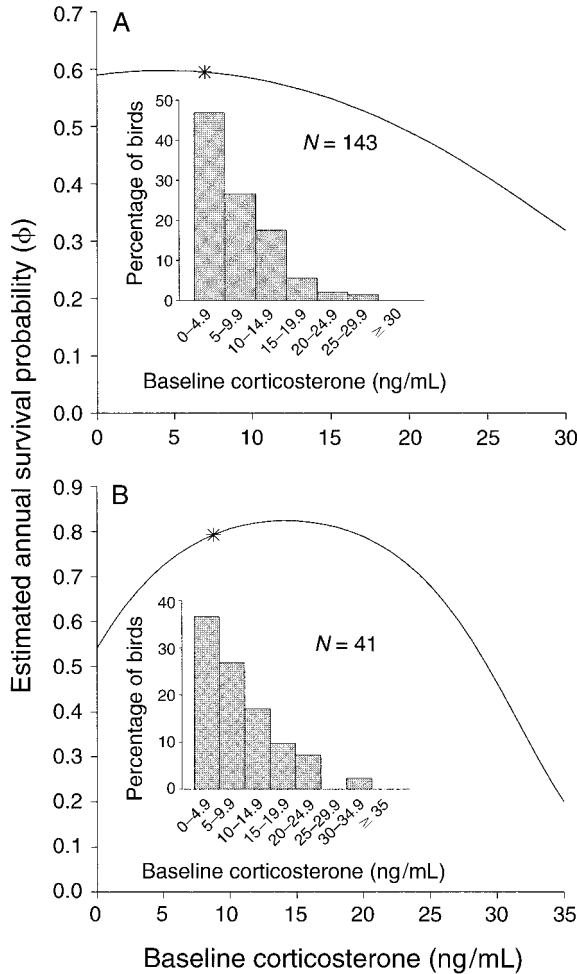 Estimated annual survival probability (ϕ)
A
0.7
0.6
0.5
0.4
0.3
0.2
0.1
0.0
0 5 10 15 20 25 30
Percentage of birds
50
40
30
20
10
0
N = 143
0–4.9 5–9.9 10–14.9 15–19.9 20–24.9 25–29.9 ≥ 30
Baseline corticosterone (ng/mL)
B
0.9
0.8
0.7
0.6
0.5
0.4
0.3
0.2
0.1
0.0
Percentage of birds
40
30
20
10
0
N = 41
0–4.9 5–9.9 10–14.9 15–19.9 20–24.9 25–29.9 30–34.9 ≥ 35
Baseline corticosterone (ng/mL)
0 5 10 15 20 25 30 35
Baseline corticosterone (ng/mL)